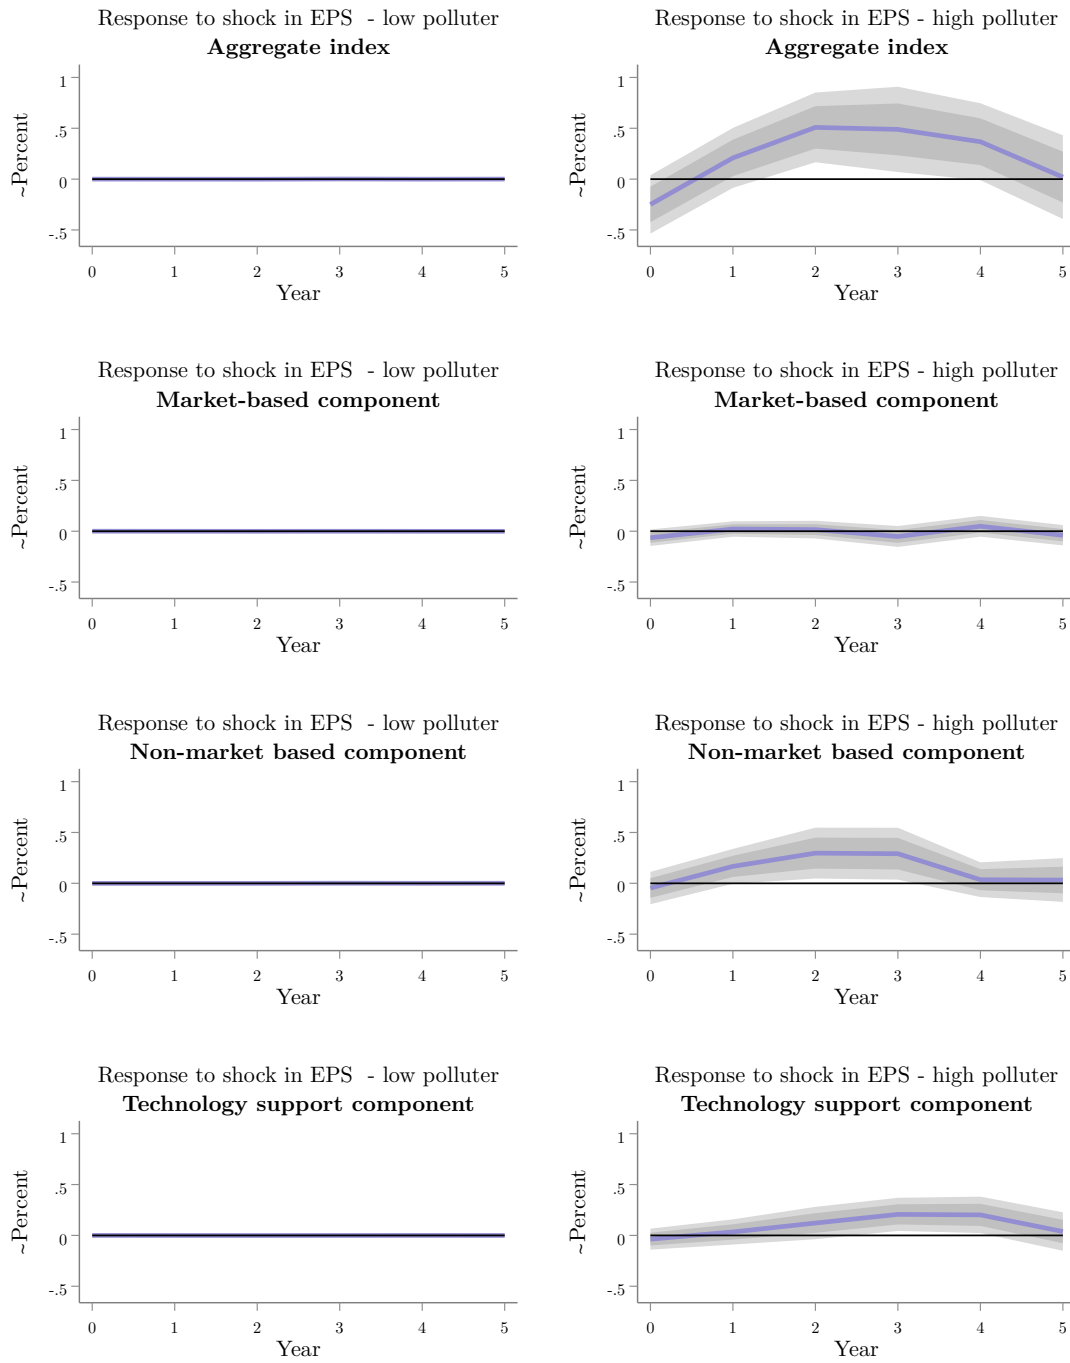 Response to shock in EPS  - low polluter
Aggregate index
1
.5
0
-.5
~Percent
0 1 2 3 4 5
Year
Response to shock in EPS - high polluter
Aggregate index
1
.5
0
-.5
~Percent
0 1 2 3 4 5
Year
Response to shock in EPS  - low polluter
Market-based component
1
.5
0
-.5
~Percent
0 1 2 3 4 5
Year
Response to shock in EPS - high polluter
Market-based component
1
.5
0
-.5
~Percent
0 1 2 3 4 5
Year
Response to shock in EPS  - low polluter
Non-market based component
1
.5
0
-.5
~Percent
0 1 2 3 4 5
Year
Response to shock in EPS - high polluter
Non-market based component
1
.5
0
-.5
~Percent
0 1 2 3 4 5
Year
Response to shock in EPS  - low polluter
Technology support component
1
.5
0
-.5
~Percent
0 1 2 3 4 5
Year
Response to shock in EPS - high polluter
Technology support component
1
.5
0
-.5
~Percent
0 1 2 3 4 5
Year